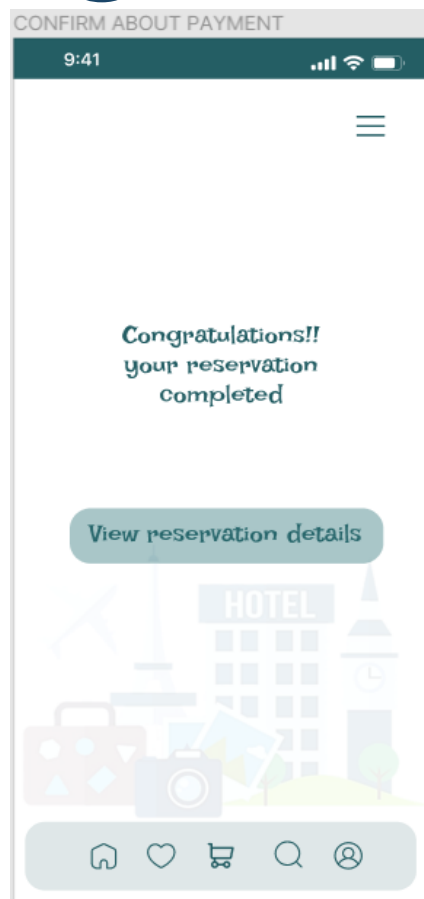 CONFIRM ABOUT PAYMENT
9:41
Congratulations!!
your reservation
completed
View reservation details
HOTEL